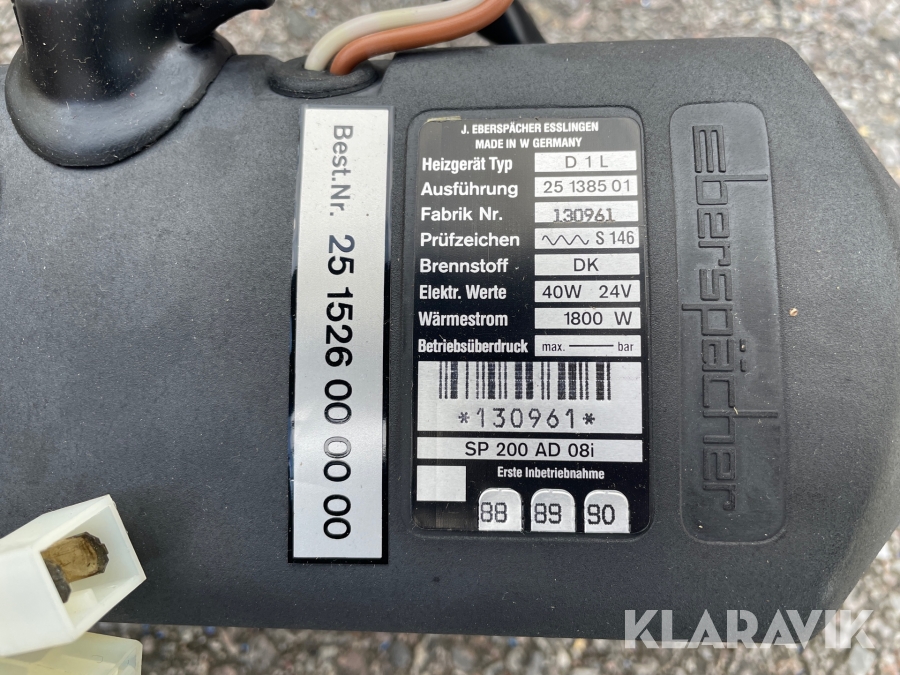 Best.Nr. 25 1526 00 00 00
J. EBERSPÄCHER ESSLINGEN
MADE IN W GERMANY
Heizgerät Typ D 1 L
Ausführung 25 1385 01
Fabrik Nr. 130961
Prüfzeichen S 146
Brennstoff DK
Elektr. Werte 40W 24V
Wärmestrom 1800 W
Betriebsüberdruck max. bar
*130961*
SP 200 AD 08i
Erste Inbetriebnahme
88 89 90
Eberspächer
KLARAVIK